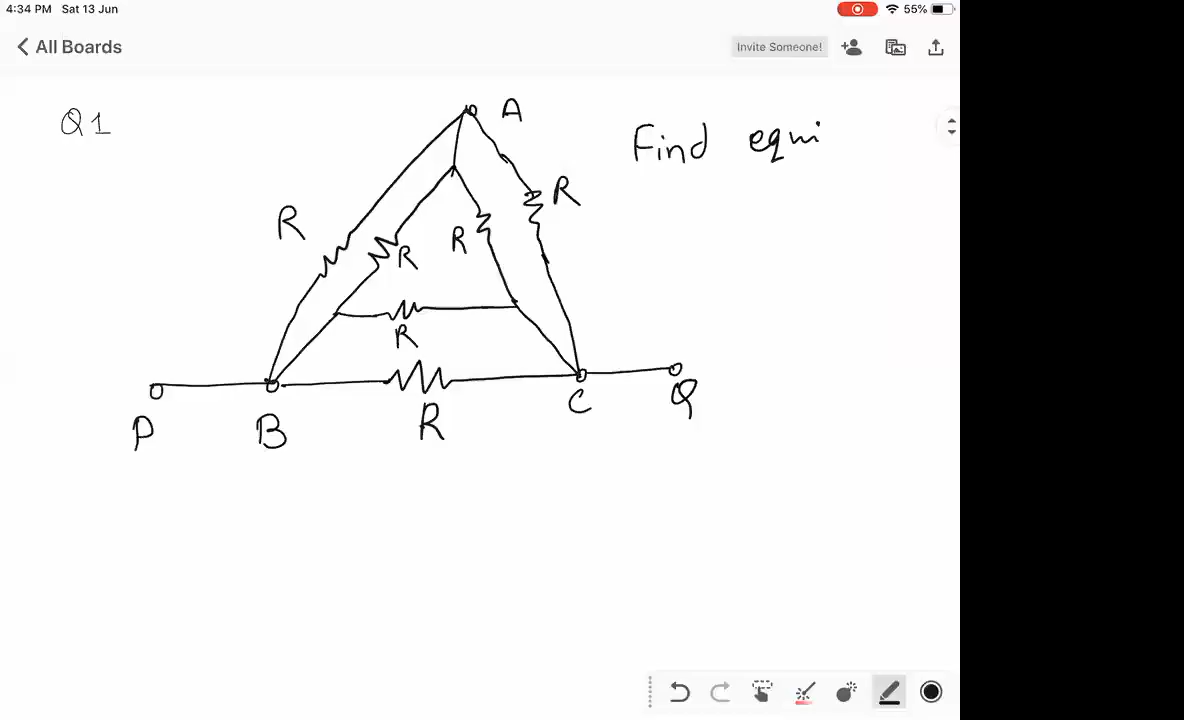 4:34 PM Sat 13 Jun
55%
All Boards
Invite Someone!
Q1
A
Find equi
R
R
R
R
R
R
P
B
R
C
Q